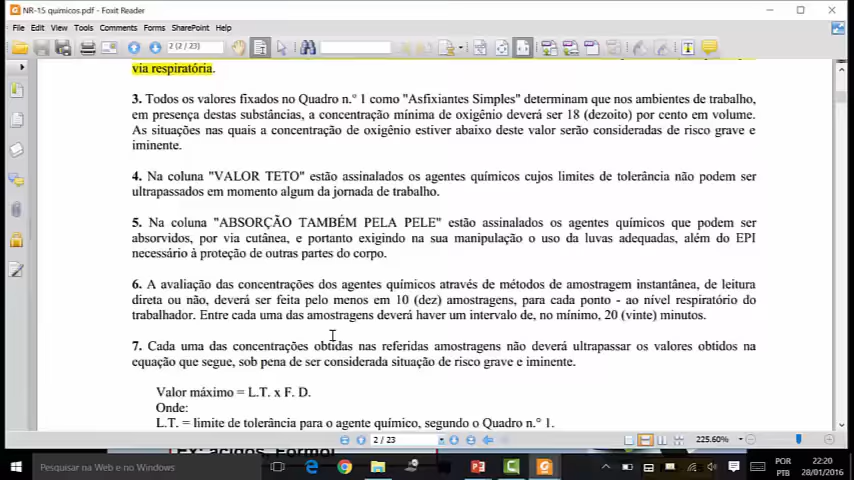 NR-15 quimicos.pdf - Foxit Reader
File Edit View Tools Comments Forms SharePoint Help
2 (2 / 23)
via respiratória.
3. Todos os valores fixados no Quadro n.° 1 como "Asfixiantes Simples" determinam que nos ambientes de trabalho,
em presença destas substâncias, a concentração mínima de oxigênio deverá ser 18 (dezoito) por cento em volume.
As situações nas quais a concentração de oxigênio estiver abaixo deste valor serão consideradas de risco grave e
iminente.
4. Na coluna "VALOR TETO" estão assinalados os agentes químicos cujos limites de tolerância não podem ser
ultrapassados em momento algum da jornada de trabalho.
5. Na coluna "ABSORÇÃO TAMBÉM PELA PELE" estão assinalados os agentes químicos que podem ser
absorvidos, por via cutânea, e portanto exigindo na sua manipulação o uso da luvas adequadas, além do EPI
necessário à proteção de outras partes do corpo.
6. A avaliação das concentrações dos agentes químicos através de métodos de amostragem instantânea, de leitura
direta ou não, deverá ser feita pelo menos em 10 (dez) amostragens, para cada ponto - ao nível respiratório do
trabalhador. Entre cada uma das amostragens deverá haver um intervalo de, no mínimo, 20 (vinte) minutos.
7. Cada uma das concentrações obtidas nas referidas amostragens não deverá ultrapassar os valores obtidos na
equação que segue, sob pena de ser considerada situação de risco grave e iminente.
Valor máximo = L.T. x F. D.
Onde:
L.T. = limite de tolerância para o agente químico, segundo o Quadro n.° 1.
2 / 23
225.60%
Ex: ácidos, Formol
Pesquisar na Web e no Windows
POR
PTB
22:20
28/01/2016